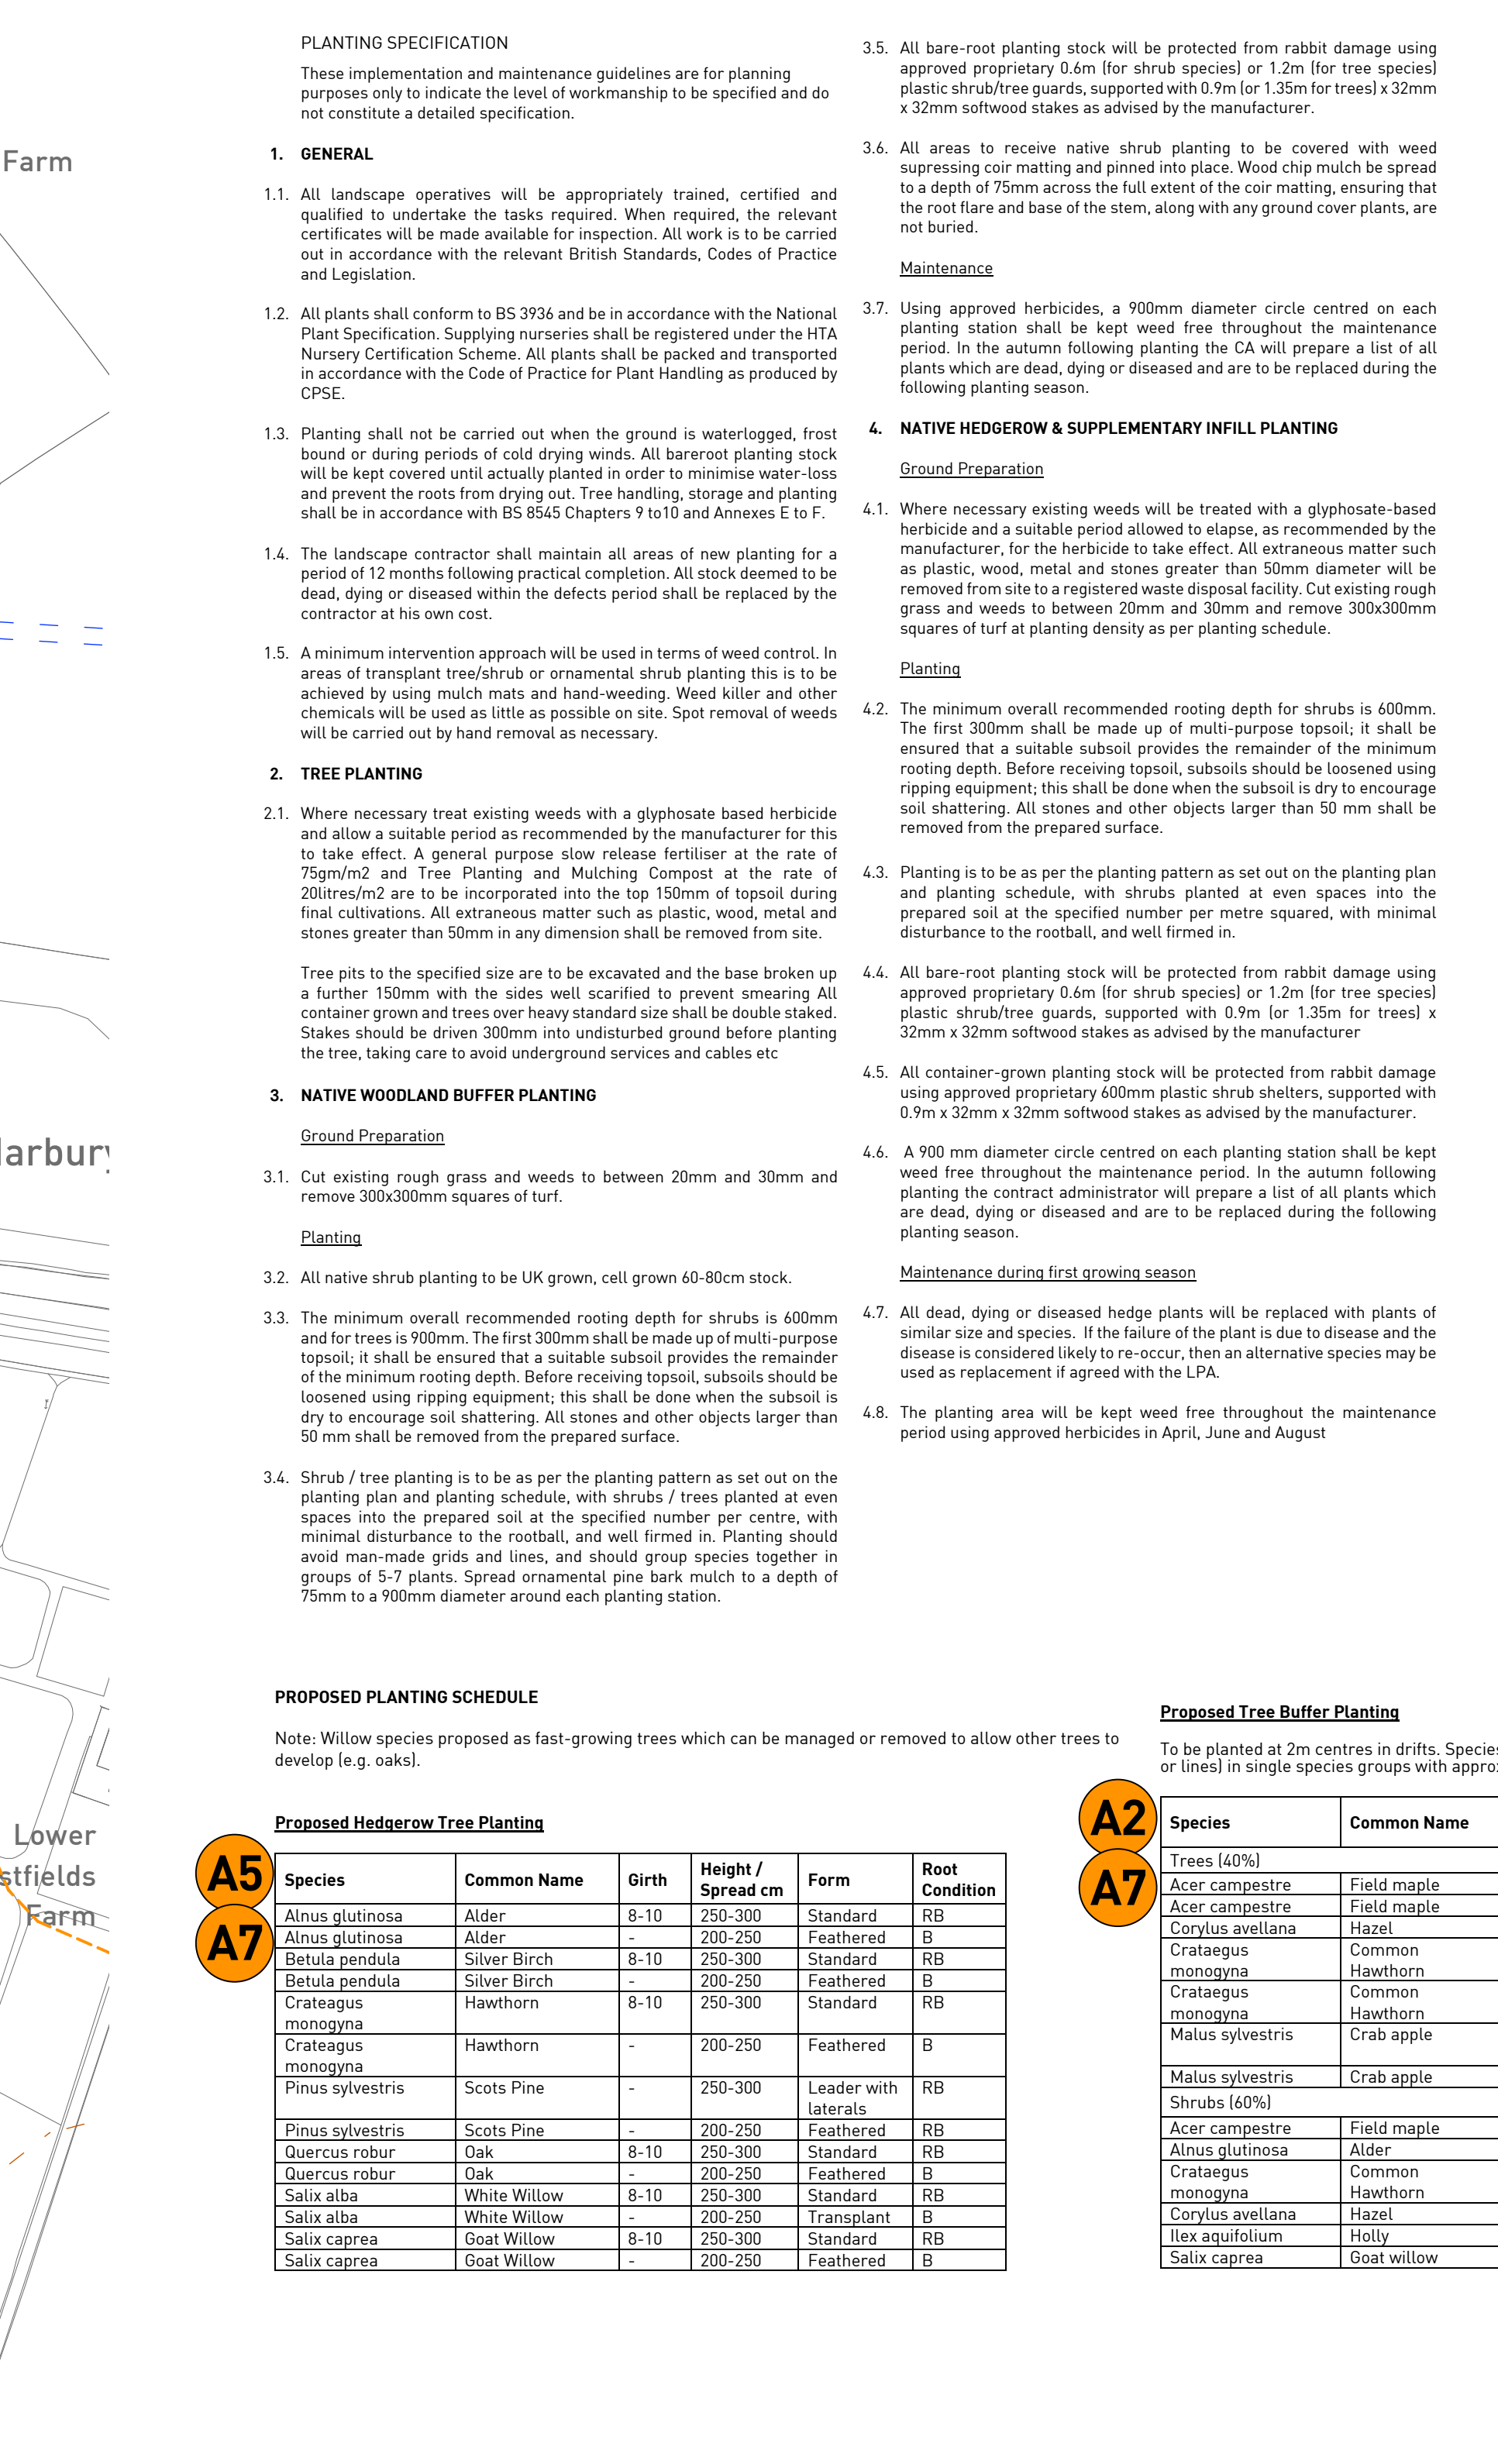 Farm
larbury
Lower
stfields
Farm
PLANTING SPECIFICATION
These implementation and maintenance guidelines are for planning
purposes only to indicate the level of workmanship to be specified and do
not constitute a detailed specification.
1. GENERAL
1.1. All landscape operatives will be appropriately trained, certified and
qualified to undertake the tasks required. When required, the relevant
certificates will be made available for inspection. All work is to be carried
out in accordance with the relevant British Standards, Codes of Practice
and Legislation.
1.2. All plants shall conform to BS 3936 and be in accordance with the National
Plant Specification. Supplying nurseries shall be registered under the HTA
Nursery Certification Scheme. All plants shall be packed and transported
in accordance with the Code of Practice for Plant Handling as produced by
CPSE.
1.3. Planting shall not be carried out when the ground is waterlogged, frost
bound or during periods of cold drying winds. All bareroot planting stock
will be kept covered until actually planted in order to minimise water-loss
and prevent the roots from drying out. Tree handling, storage and planting
shall be in accordance with BS 8545 Chapters 9 to10 and Annexes E to F.
1.4. The landscape contractor shall maintain all areas of new planting for a
period of 12 months following practical completion. All stock deemed to be
dead, dying or diseased within the defects period shall be replaced by the
contractor at his own cost.
1.5. A minimum intervention approach will be used in terms of weed control. In
areas of transplant tree/shrub or ornamental shrub planting this is to be
achieved by using mulch mats and hand-weeding. Weed killer and other
chemicals will be used as little as possible on site. Spot removal of weeds
will be carried out by hand removal as necessary.
2. TREE PLANTING
2.1. Where necessary treat existing weeds with a glyphosate based herbicide
and allow a suitable period as recommended by the manufacturer for this
to take effect. A general purpose slow release fertiliser at the rate of
75gm/m2 and Tree Planting and Mulching Compost at the rate of
20litres/m2 are to be incorporated into the top 150mm of topsoil during
final cultivations. All extraneous matter such as plastic, wood, metal and
stones greater than 50mm in any dimension shall be removed from site.
Tree pits to the specified size are to be excavated and the base broken up
a further 150mm with the sides well scarified to prevent smearing All
container grown and trees over heavy standard size shall be double staked.
Stakes should be driven 300mm into undisturbed ground before planting
the tree, taking care to avoid underground services and cables etc
3. NATIVE WOODLAND BUFFER PLANTING
Ground Preparation
3.1. Cut existing rough grass and weeds to between 20mm and 30mm and
remove 300x300mm squares of turf.
Planting
3.2. All native shrub planting to be UK grown, cell grown 60-80cm stock.
3.3. The minimum overall recommended rooting depth for shrubs is 600mm
and for trees is 900mm. The first 300mm shall be made up of multi-purpose
topsoil; it shall be ensured that a suitable subsoil provides the remainder
of the minimum rooting depth. Before receiving topsoil, subsoils should be
loosened using ripping equipment; this shall be done when the subsoil is
dry to encourage soil shattering. All stones and other objects larger than
50 mm shall be removed from the prepared surface.
3.4. Shrub / tree planting is to be as per the planting pattern as set out on the
planting plan and planting schedule, with shrubs / trees planted at even
spaces into the prepared soil at the specified number per centre, with
minimal disturbance to the rootball, and well firmed in. Planting should
avoid man-made grids and lines, and should group species together in
groups of 5-7 plants. Spread ornamental pine bark mulch to a depth of
75mm to a 900mm diameter around each planting station.
3.5. All bare-root planting stock will be protected from rabbit damage using
approved proprietary 0.6m (for shrub species) or 1.2m (for tree species)
plastic shrub/tree guards, supported with 0.9m (or 1.35m for trees) x 32mm
x 32mm softwood stakes as advised by the manufacturer.
3.6. All areas to receive native shrub planting to be covered with weed
supressing coir matting and pinned into place. Wood chip mulch be spread
to a depth of 75mm across the full extent of the coir matting, ensuring that
the root flare and base of the stem, along with any ground cover plants, are
not buried.
Maintenance
3.7. Using approved herbicides, a 900mm diameter circle centred on each
planting station shall be kept weed free throughout the maintenance
period. In the autumn following planting the CA will prepare a list of all
plants which are dead, dying or diseased and are to be replaced during the
following planting season.
4. NATIVE HEDGEROW & SUPPLEMENTARY INFILL PLANTING
Ground Preparation
4.1. Where necessary existing weeds will be treated with a glyphosate-based
herbicide and a suitable period allowed to elapse, as recommended by the
manufacturer, for the herbicide to take effect. All extraneous matter such
as plastic, wood, metal and stones greater than 50mm diameter will be
removed from site to a registered waste disposal facility. Cut existing rough
grass and weeds to between 20mm and 30mm and remove 300x300mm
squares of turf at planting density as per planting schedule.
Planting
4.2. The minimum overall recommended rooting depth for shrubs is 600mm.
The first 300mm shall be made up of multi-purpose topsoil; it shall be
ensured that a suitable subsoil provides the remainder of the minimum
rooting depth. Before receiving topsoil, subsoils should be loosened using
ripping equipment; this shall be done when the subsoil is dry to encourage
soil shattering. All stones and other objects larger than 50 mm shall be
removed from the prepared surface.
4.3. Planting is to be as per the planting pattern as set out on the planting plan
and planting schedule, with shrubs planted at even spaces into the
prepared soil at the specified number per metre squared, with minimal
disturbance to the rootball, and well firmed in.
4.4. All bare-root planting stock will be protected from rabbit damage using
approved proprietary 0.6m (for shrub species) or 1.2m (for tree species)
plastic shrub/tree guards, supported with 0.9m (or 1.35m for trees) x
32mm x 32mm softwood stakes as advised by the manufacturer
4.5. All container-grown planting stock will be protected from rabbit damage
using approved proprietary 600mm plastic shrub shelters, supported with
0.9m x 32mm x 32mm softwood stakes as advised by the manufacturer.
4.6. A 900 mm diameter circle centred on each planting station shall be kept
weed free throughout the maintenance period. In the autumn following
planting the contract administrator will prepare a list of all plants which
are dead, dying or diseased and are to be replaced during the following
planting season.
Maintenance during first growing season
4.7. All dead, dying or diseased hedge plants will be replaced with plants of
similar size and species. If the failure of the plant is due to disease and the
disease is considered likely to re-occur, then an alternative species may be
used as replacement if agreed with the LPA.
4.8. The planting area will be kept weed free throughout the maintenance
period using approved herbicides in April, June and August
PROPOSED PLANTING SCHEDULE
Note: Willow species proposed as fast-growing trees which can be managed or removed to allow other trees to
develop (e.g. oaks).
Proposed Hedgerow Tree Planting
A5
A7
Species Common Name Girth Height / Spread cm Form Root Condition
Alnus glutinosa Alder 8-10 250-300 Standard RB
Alnus glutinosa Alder - 200-250 Feathered B
Betula pendula Silver Birch 8-10 250-300 Standard RB
Betula pendula Silver Birch - 200-250 Feathered B
Crateagus monogyna Hawthorn 8-10 250-300 Standard RB
Crateagus monogyna Hawthorn - 200-250 Feathered B
Pinus sylvestris Scots Pine - 250-300 Leader with laterals RB
Pinus sylvestris Scots Pine - 200-250 Feathered RB
Quercus robur Oak 8-10 250-300 Standard RB
Quercus robur Oak - 200-250 Feathered B
Salix alba White Willow 8-10 250-300 Standard RB
Salix alba White Willow - 200-250 Transplant B
Salix caprea Goat Willow 8-10 250-300 Standard RB
Salix caprea Goat Willow - 200-250 Feathered B
Proposed Tree Buffer Planting
To be planted at 2m centres in drifts. Species
or lines) in single species groups with approx
A2
A7
Species Common Name
Trees (40%)
Acer campestre Field maple
Acer campestre Field maple
Corylus avellana Hazel
Crataegus monogyna Common Hawthorn
Crataegus monogyna Common Hawthorn
Malus sylvestris Crab apple
Malus sylvestris Crab apple
Shrubs (60%)
Acer campestre Field maple
Alnus glutinosa Alder
Crataegus monogyna Common Hawthorn
Corylus avellana Hazel
Ilex aquifolium Holly
Salix caprea Goat willow